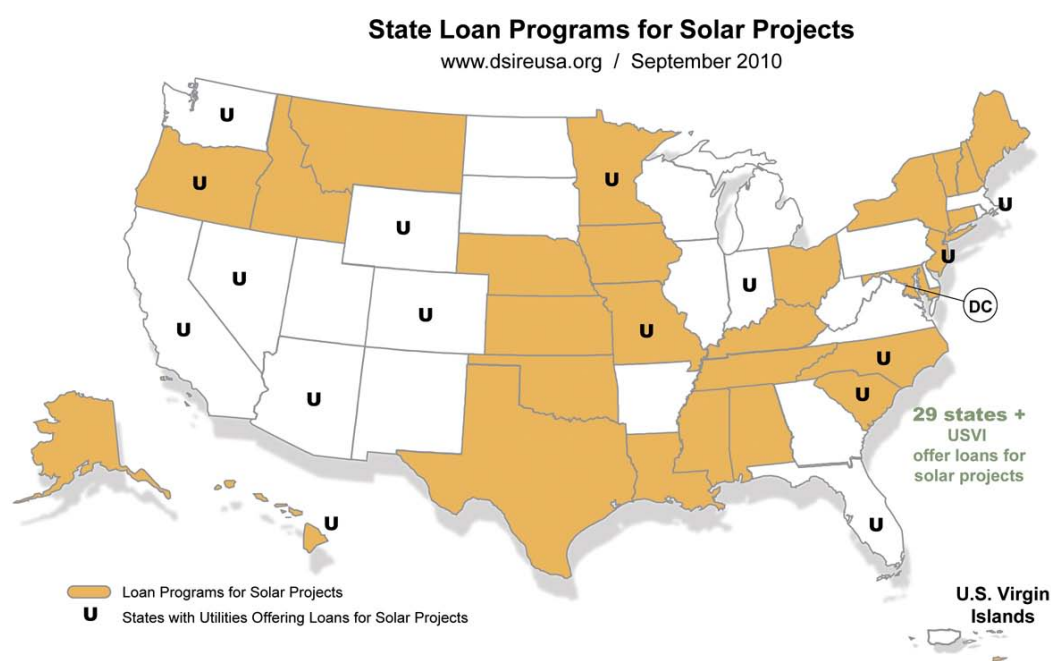 State Loan Programs for Solar Projects
www.dsireusa.org / September 2010
U
U
U
U
U
U
U
U
U
DC
U
U
U
U
U
29 states +
USVI
offer loans for
solar projects
U
U
Loan Programs for Solar Projects
U States with Utilities Offering Loans for Solar Projects
U.S. Virgin
Islands